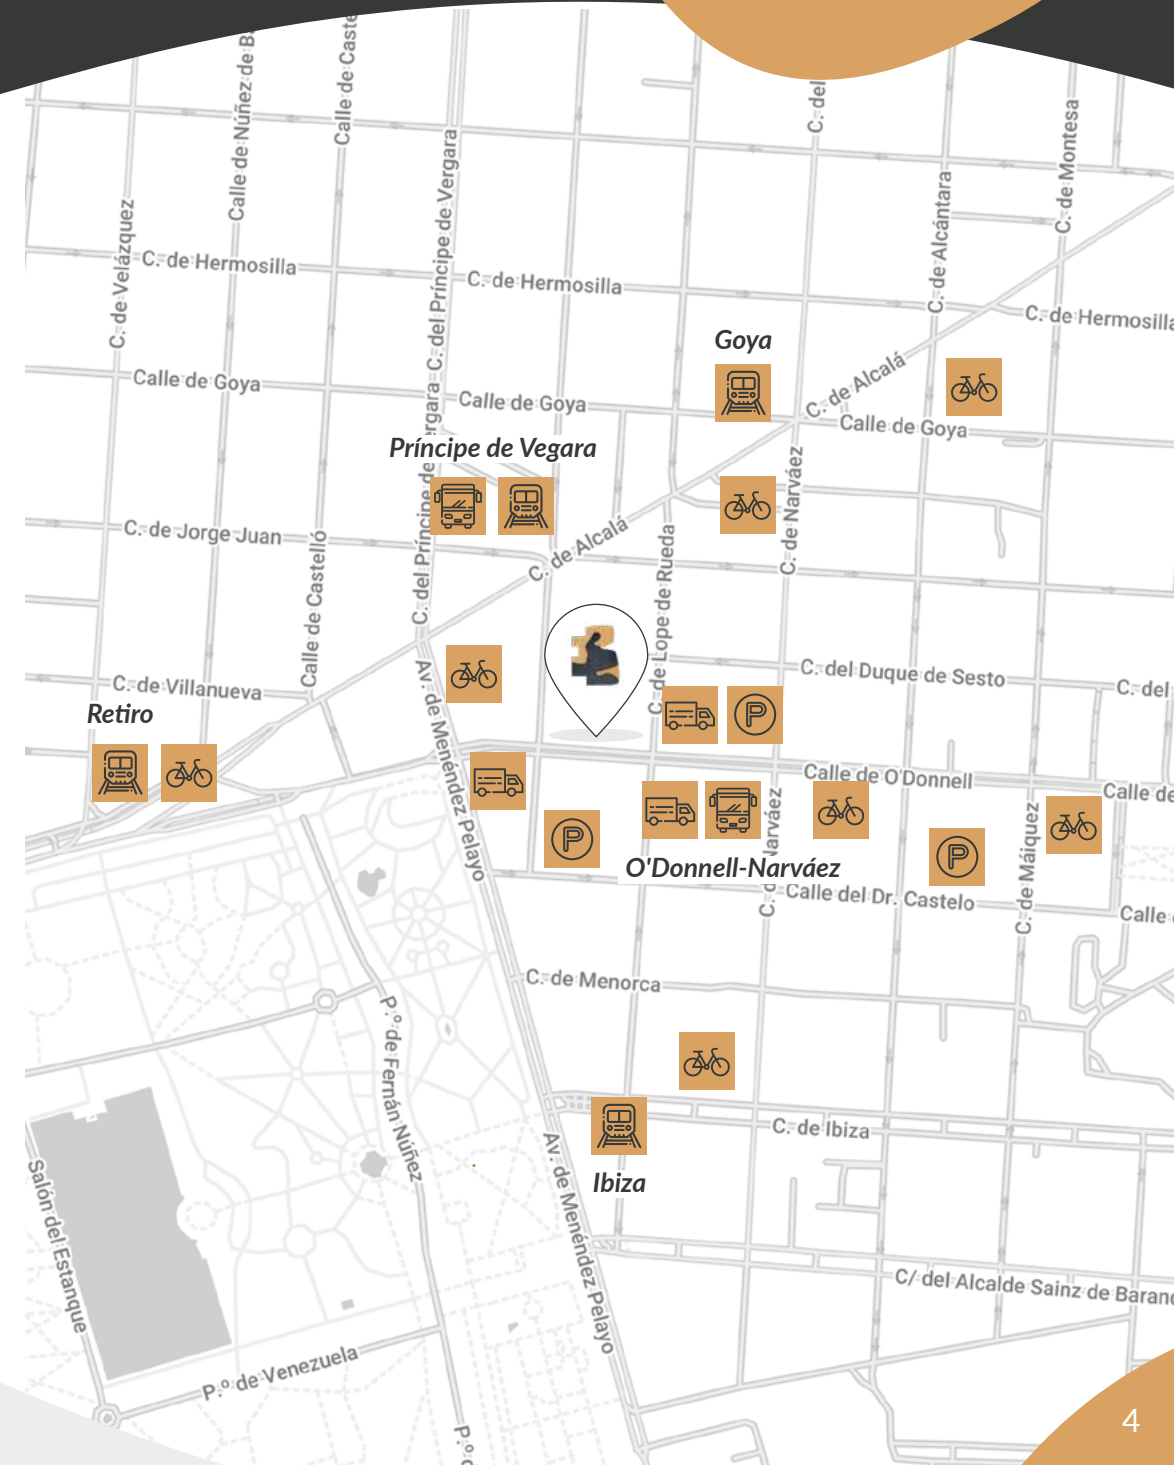 Calle de Núñez de
Calle de
C. del
C. de Montesa
C. de Velázquez
C. de Hermosilla
C. del Príncipe de Vergara
C. de Hermosilla
C. de Alcántara
C. de Hermosilla
Goya
Calle de Goya
Calle de Goya
C. de Alcalá
Calle de Goya
Príncipe de Vegara
C. de Jorge Juan
Calle de Castelló
C. del Príncipe de
C. de Alcalá
C. de Lope de Rueda
C. de Narváez
C. de Villanueva
Retiro
Av. de Menéndez Pelayo
C. del Duque de Sesto
C. del
P
Calle de O'Donnell
Calle de
P
P
O'Donnell-Narváez
Calle del Dr. Castelo
C. de Máiquez
Calle
C. de Menorca
P.º de Fernán Núñez
C. de Ibiza
Ibiza
Salón del Estanque
Av. de Menéndez Pelayo
C/ del Alcalde Sainz de
P.º de Venezuela
P.º
4